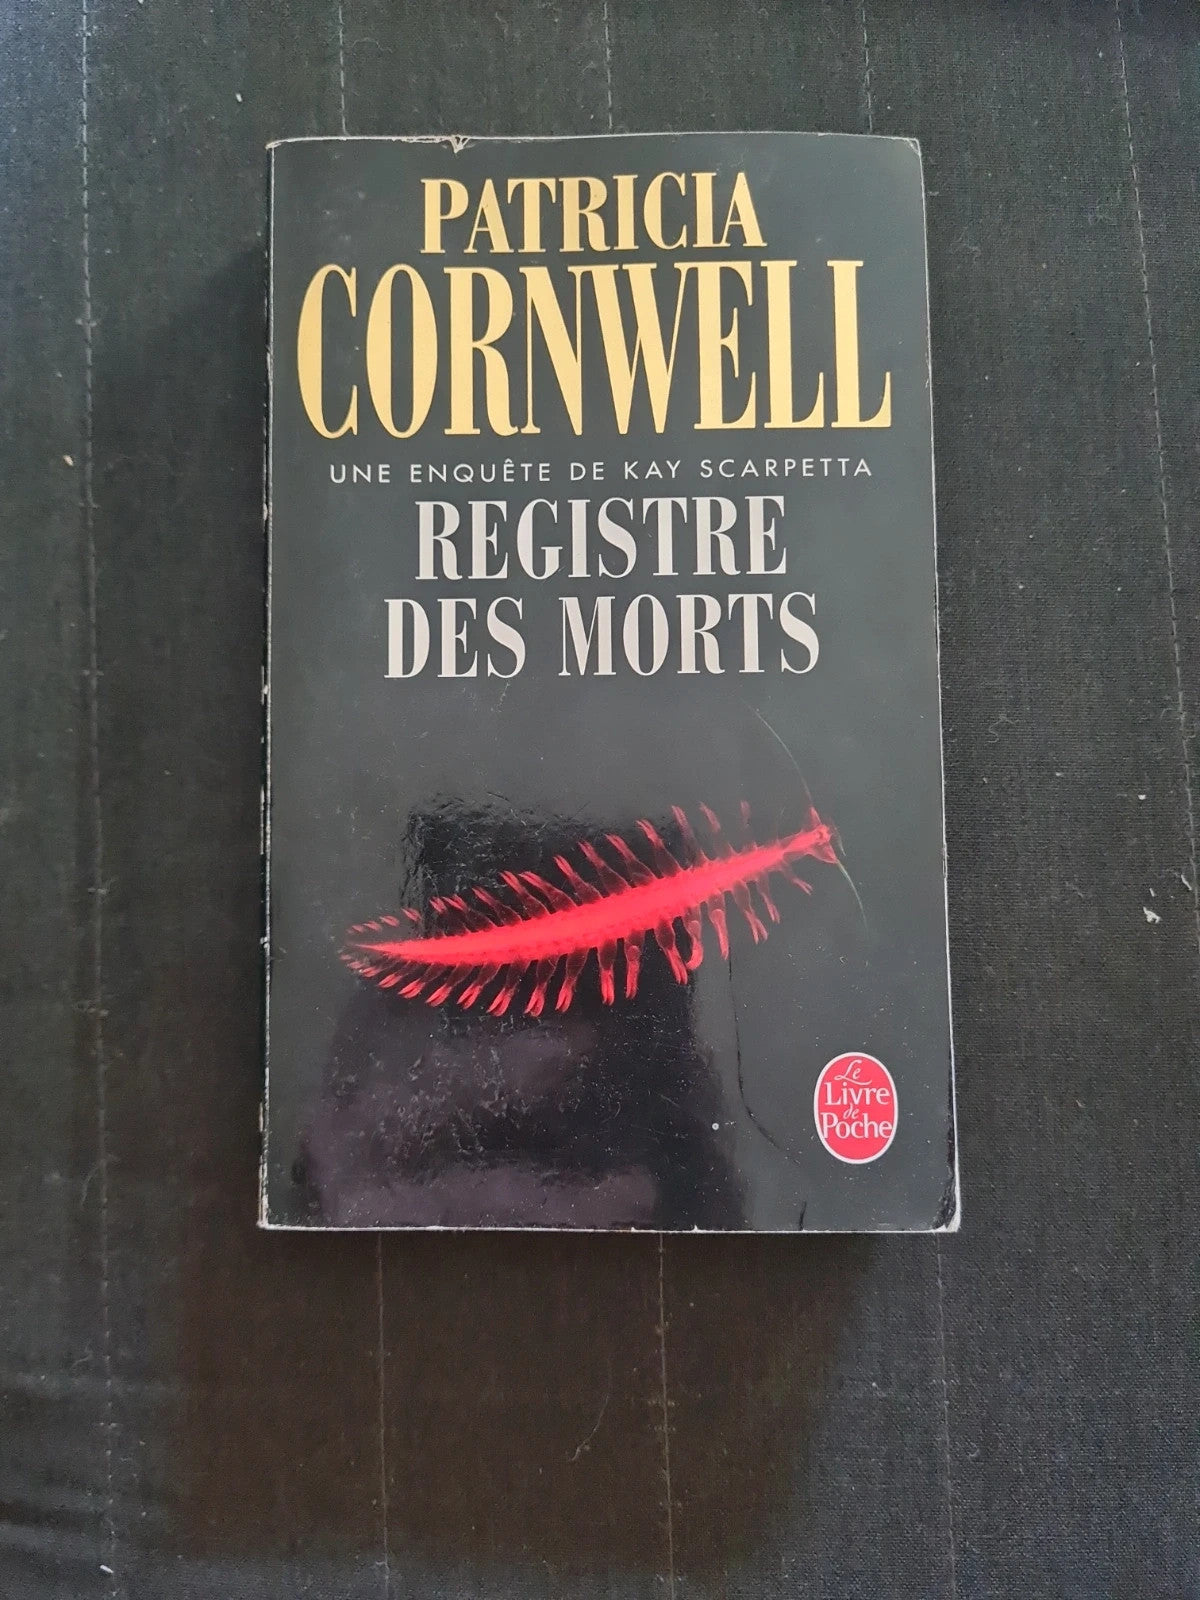 PATRICIA
CORNWELL
UNE ENQUÊTE DE KAY SCARPETTA
REGISTRE
DES MORTS
Le
Livre
de
Poche